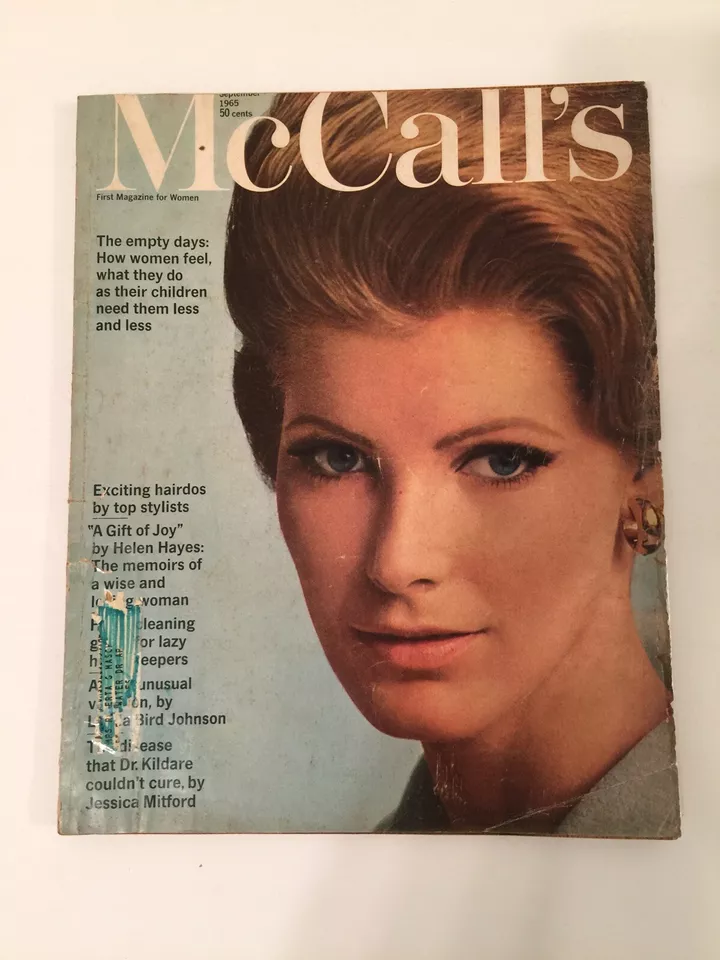 September
1965
50 cents
McCall's
First Magazine for Women
The empty days:
How women feel,
what they do
as their children
need them less
and less
Exciting hairdos
by top stylists
"A Gift of Joy"
by Helen Hayes:
The memoirs of
a wise and
woman
cleaning
for lazy
unusual
by
Bird Johnson
that Dr. Kildare
couldn't cure, by
Jessica Mitford